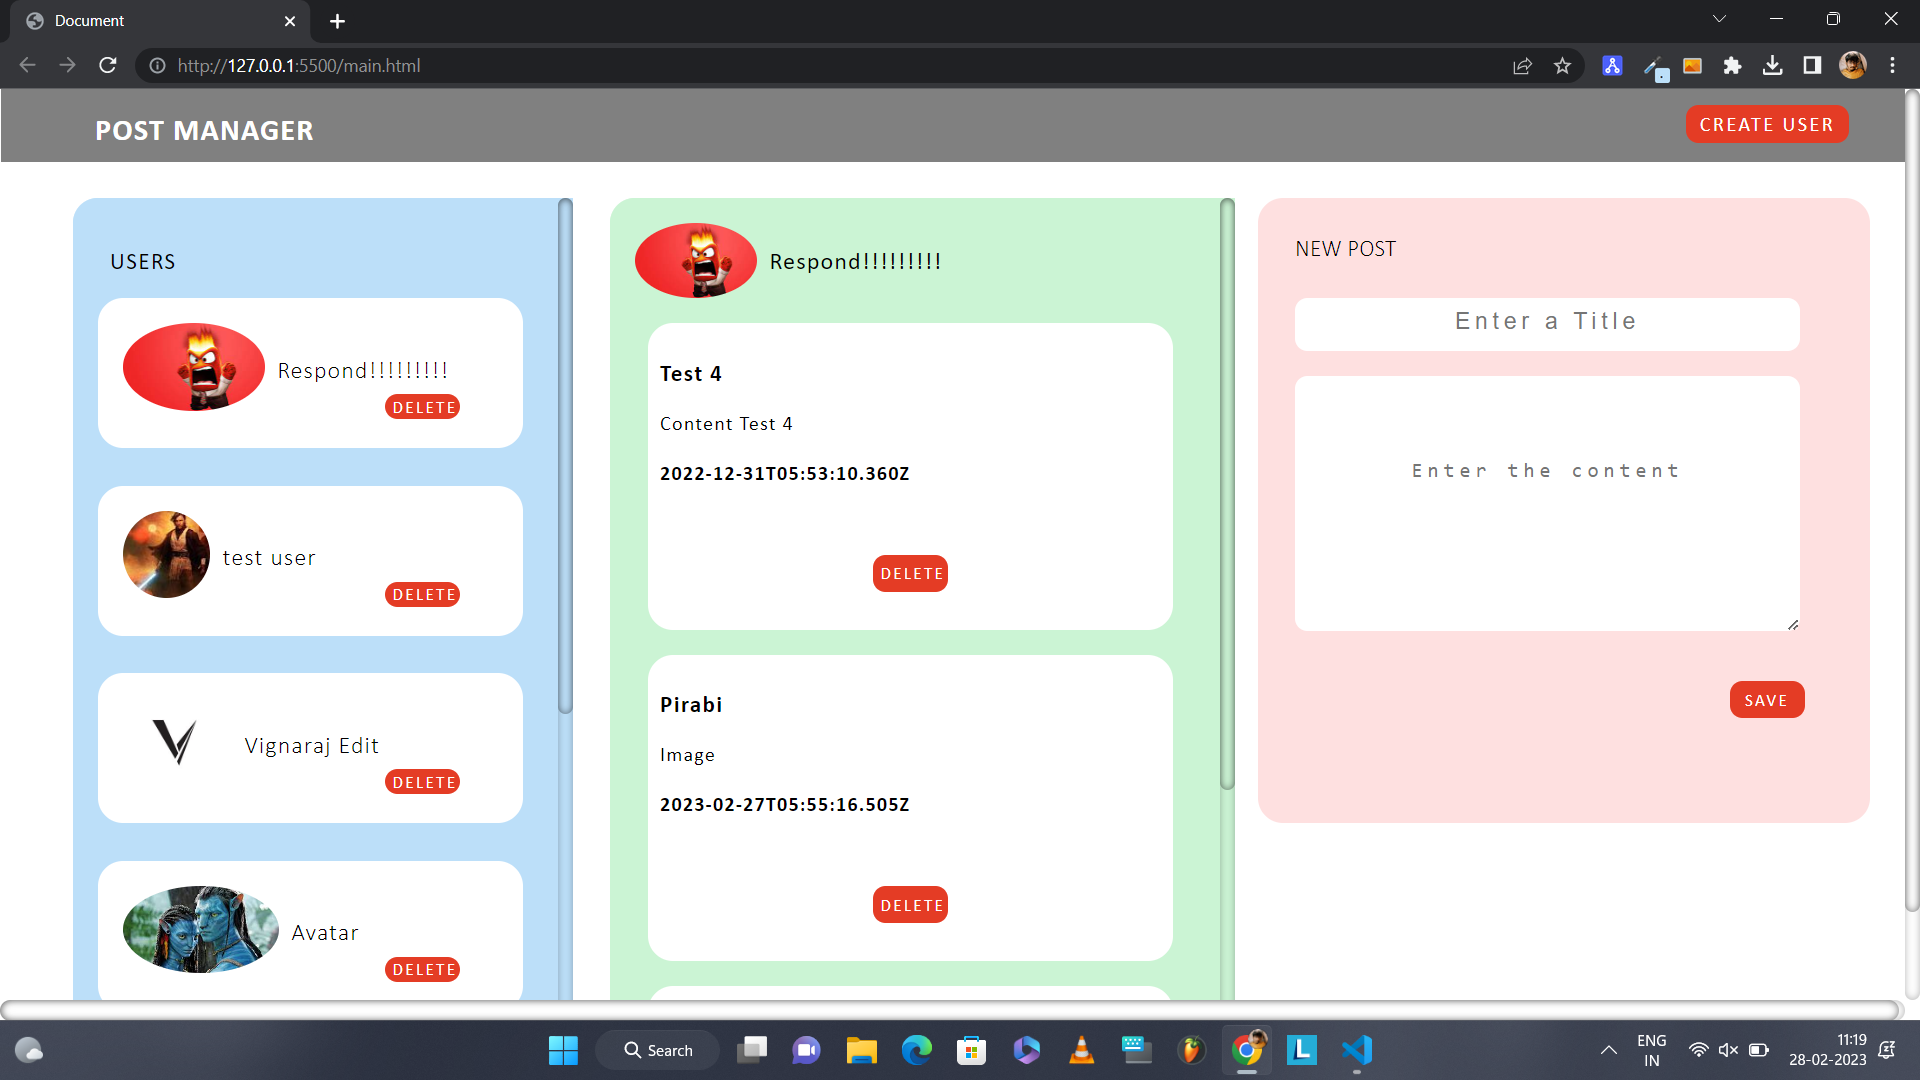 Document
http://127.0.0.1:5500/main.html
POST MANAGER
CREATE USER
USERS
Respond!!!!!!!!!
DELETE
test user
DELETE
Vignaraj Edit
DELETE
Avatar
DELETE
Respond!!!!!!!!!
Test 4
Content Test 4
2022-12-31T05:53:10.360Z
DELETE
Pirabi
Image
2023-02-27T05:55:16.505Z
DELETE
NEW POST
Enter a Title
Enter the content
SAVE
Search
ENG
IN
11:19
28-02-2023